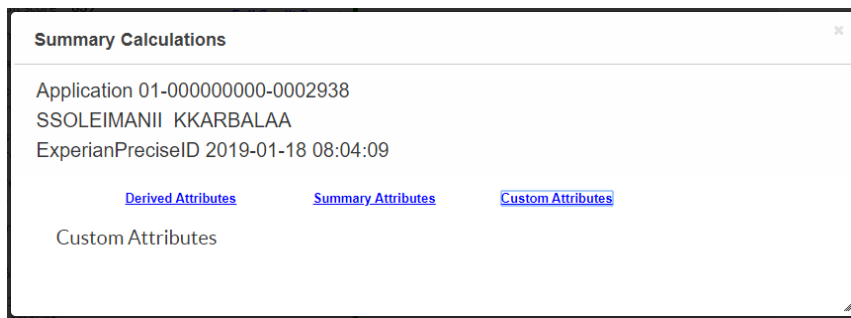 Summary Calculations
Application 01-000000000-0002938
SSOLEIMANII KKARBALAA
ExperianPreciseID 2019-01-18 08:04:09
Derived Attributes Summary Attributes Custom Attributes
Custom Attributes